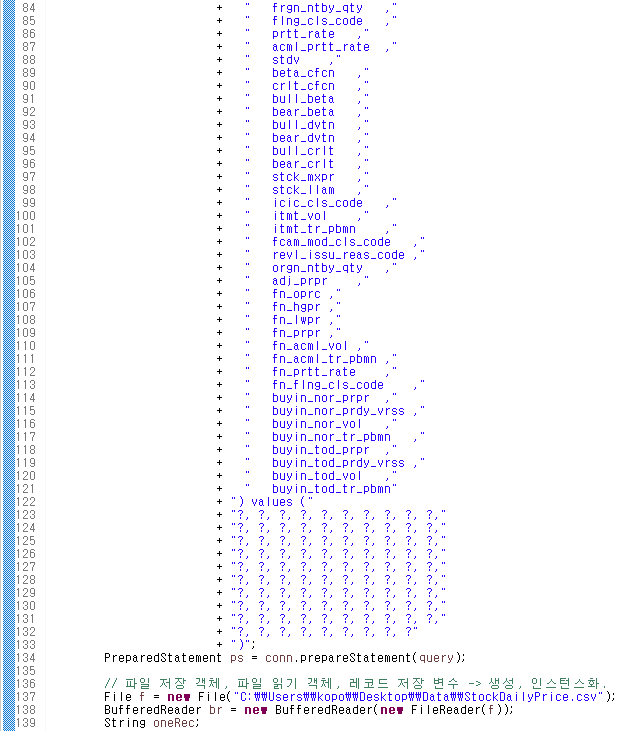 84 + "   frgn_ntby_qty   ,"
85 + "   flng_cls_code   ,"
86 + "   prtt_rate   ,"
87 + "   acml_prtt_rate  ,"
88 + "   stdv    ,"
89 + "   beta_cfcn   ,"
90 + "   crlt_cfcn   ,"
91 + "   bull_beta   ,"
92 + "   bear_beta   ,"
93 + "   bull_dvtn   ,"
94 + "   bear_dvtn   ,"
95 + "   bull_crlt   ,"
96 + "   bear_crlt   ,"
97 + "   stck_mxpr   ,"
98 + "   stck_llam   ,"
99 + "   icic_cls_code   ,"
100 + "   itmt_vol    ,"
101 + "   itmt_tr_pbmn    ,"
102 + "   fcam_mod_cls_code   ,"
103 + "   revl_issu_reas_code ,"
104 + "   orgn_ntby_qty   ,"
105 + "   adj_prpr    ,"
106 + "   fn_oprc ,"
107 + "   fn_hgpr ,"
108 + "   fn_lwpr ,"
109 + "   fn_prpr ,"
110 + "   fn_acml_vol ,"
111 + "   fn_acml_tr_pbmn ,"
112 + "   fn_prtt_rate    ,"
113 + "   fn_flng_cls_code    ,"
114 + "   buyin_nor_prpr  ,"
115 + "   buyin_nor_prdy_vrss ,"
116 + "   buyin_nor_vol   ,"
117 + "   buyin_nor_tr_pbmn   ,"
118 + "   buyin_tod_prpr  ,"
119 + "   buyin_tod_prdy_vrss ,"
120 + "   buyin_tod_vol   ,"
121 + "   buyin_tod_tr_pbmn"
122 + ") values ("
123 + "?, ?, ?, ?, ?, ?, ?, ?, ?, ?,"
124 + "?, ?, ?, ?, ?, ?, ?, ?, ?, ?,"
125 + "?, ?, ?, ?, ?, ?, ?, ?, ?, ?,"
126 + "?, ?, ?, ?, ?, ?, ?, ?, ?, ?,"
127 + "?, ?, ?, ?, ?, ?, ?, ?, ?, ?,"
128 + "?, ?, ?, ?, ?, ?, ?, ?, ?, ?,"
129 + "?, ?, ?, ?, ?, ?, ?, ?, ?, ?,"
130 + "?, ?, ?, ?, ?, ?, ?, ?, ?, ?,"
131 + "?, ?, ?, ?, ?, ?, ?, ?, ?, ?,"
132 + "?, ?, ?, ?, ?, ?, ?, ?, ?"
133 + ")";
134 PreparedStatement ps = conn.prepareStatement(query);
135
136 // 파일 저장 객체, 파일 읽기 객체, 레코드 저장 변수 -> 생성, 인스턴스화.
137 File f = new File("C:₩₩Users₩₩kopo₩₩Desktop₩₩Data₩₩StockDailyPrice.csv");
138 BufferedReader br = new BufferedReader(new FileReader(f));
139 String oneRec;